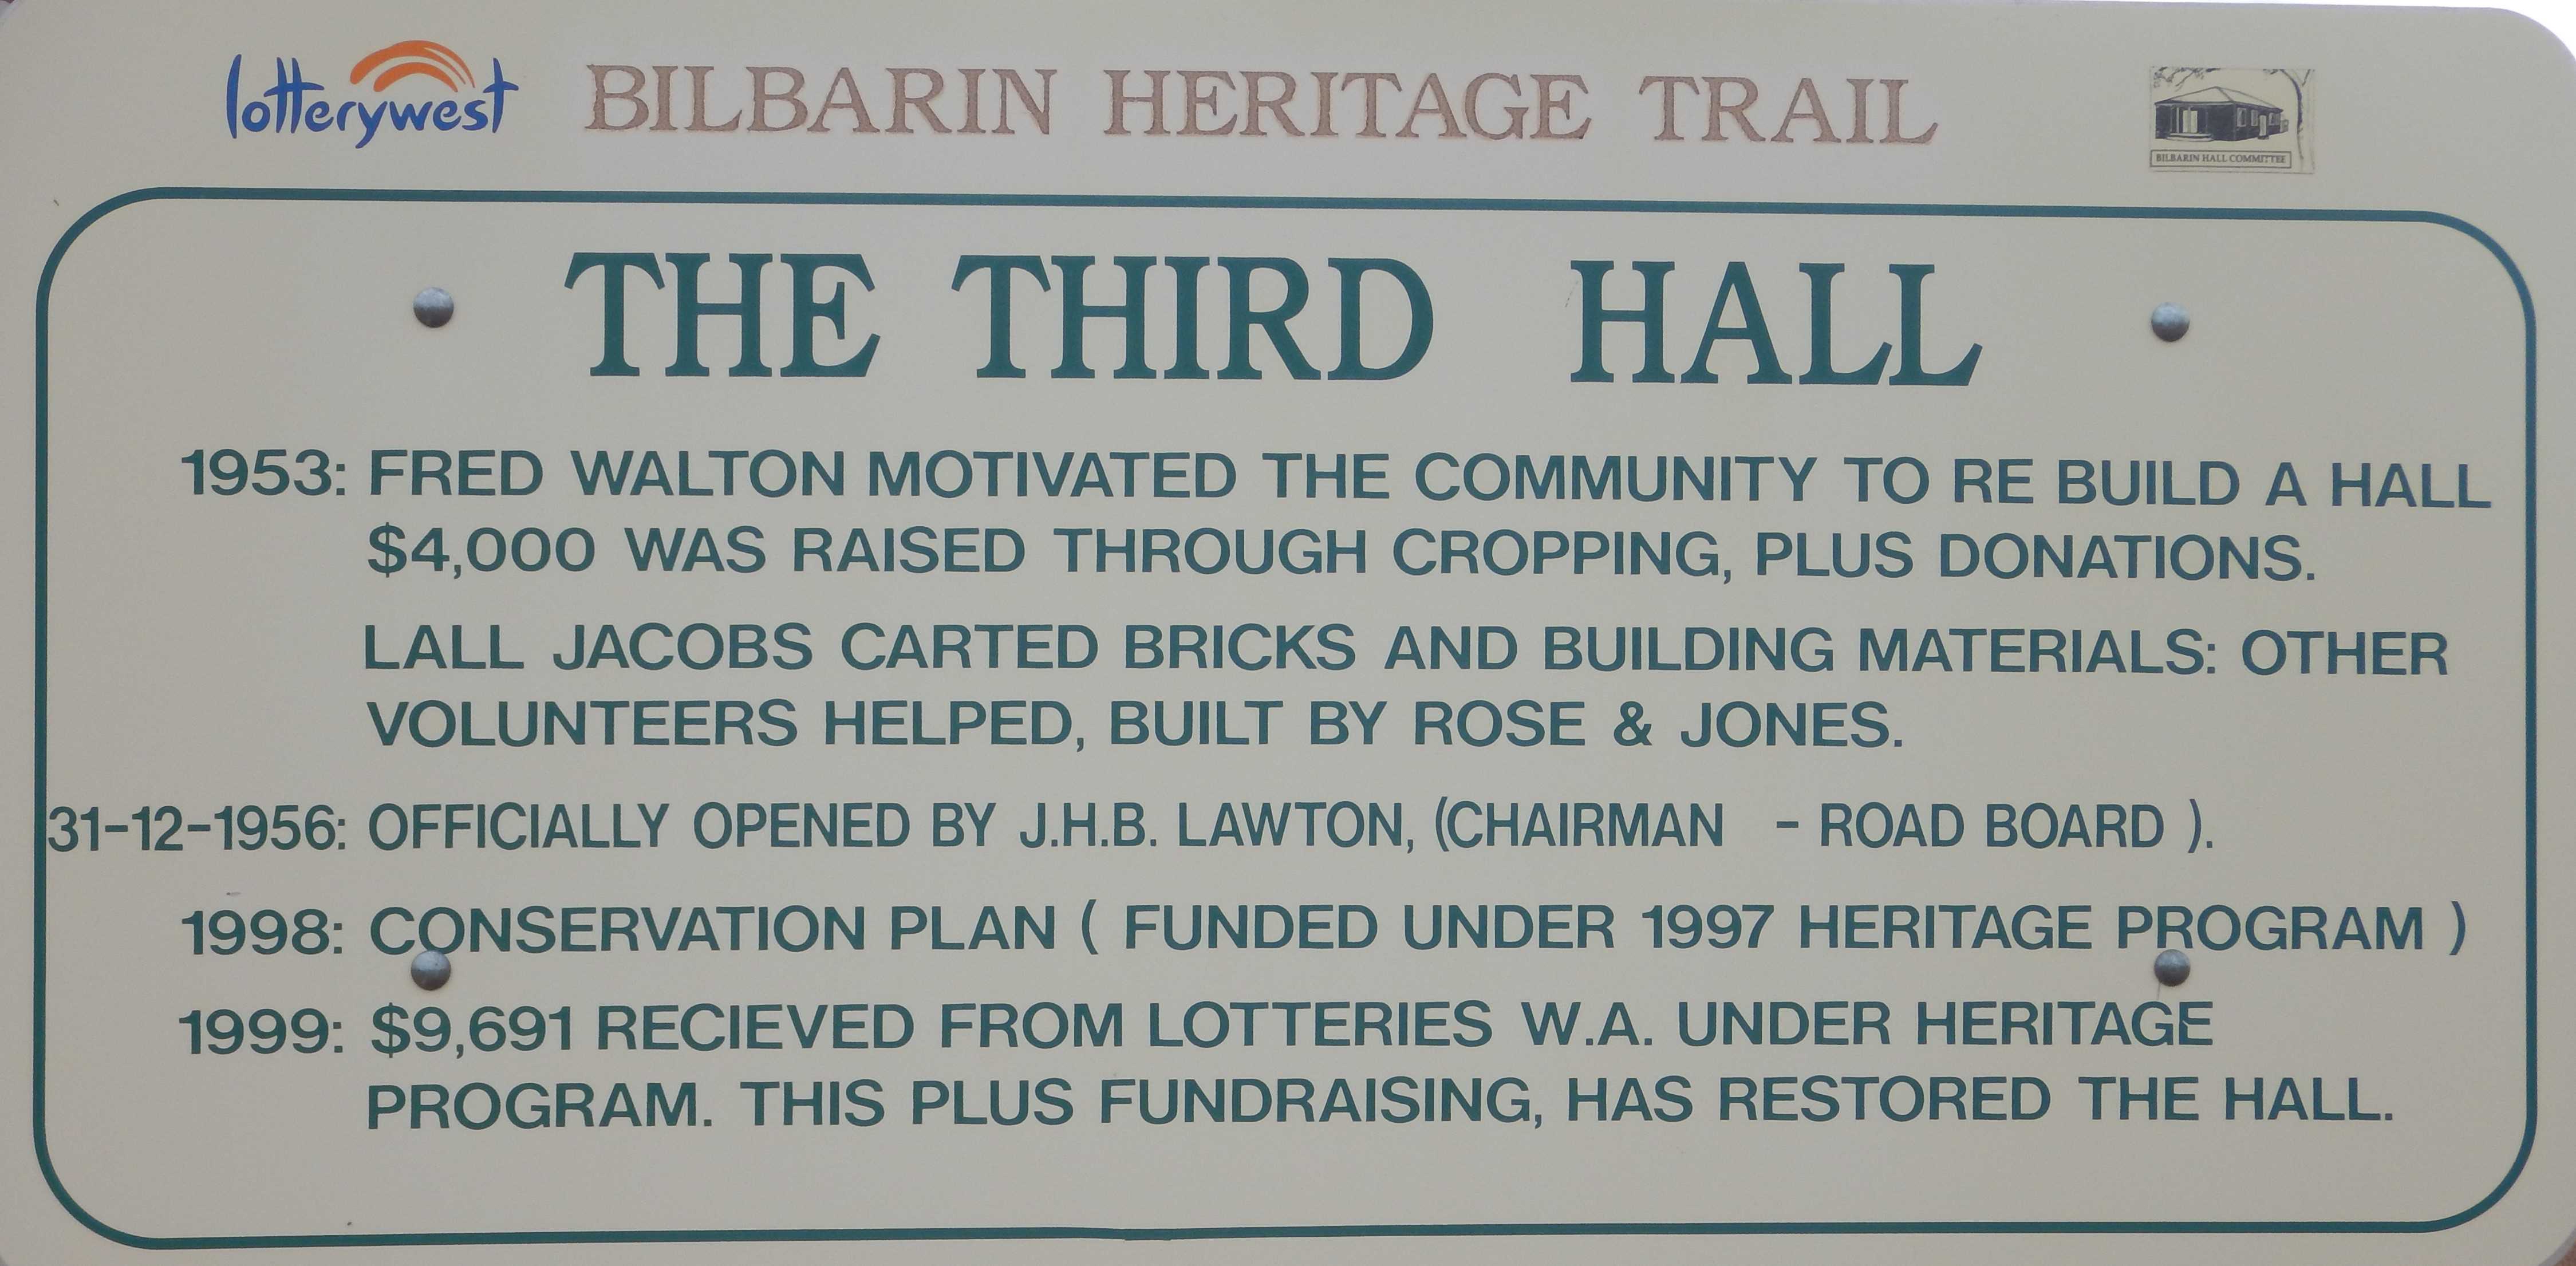 lotterywest BILBARIN HERITAGE TRAIL
BILBARIN HALL COMMITTEE
THE THIRD HALL
1953: FRED WALTON MOTIVATED THE COMMUNITY TO RE BUILD A HALL
$4,000 WAS RAISED THROUGH CROPPING, PLUS DONATIONS.
LALL JACOBS CARTED BRICKS AND BUILDING MATERIALS: OTHER
VOLUNTEERS HELPED, BUILT BY ROSE & JONES.
31-12-1956: OFFICIALLY OPENED BY J.H.B. LAWTON, (CHAIRMAN - ROAD BOARD ).
1998: CONSERVATION PLAN ( FUNDED UNDER 1997 HERITAGE PROGRAM )
1999: $9,691 RECIEVED FROM LOTTERIES W.A. UNDER HERITAGE
PROGRAM. THIS PLUS FUNDRAISING, HAS RESTORED THE HALL.